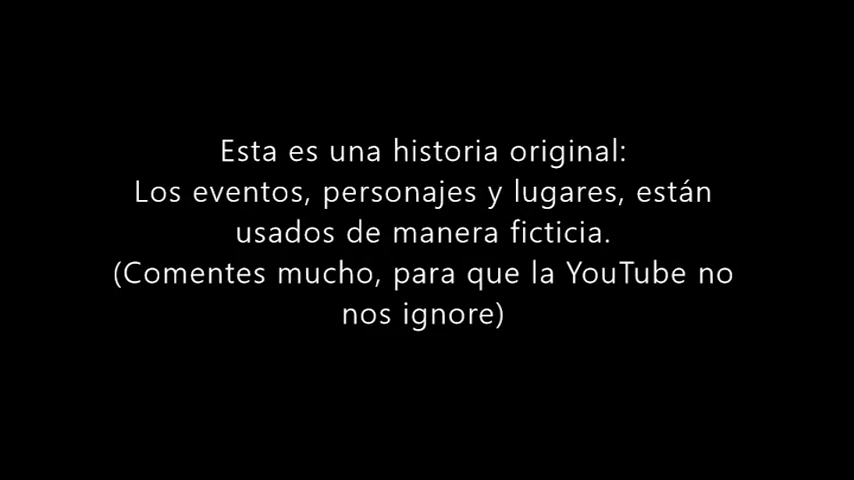 Esta es una historia original:
Los eventos, personajes y lugares, están
usados de manera ficticia.
(Comentes mucho, para que la YouTube no
nos ignore)